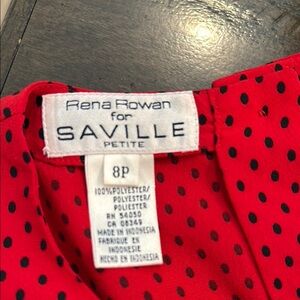 Rena Rowan
for
SAVILLE
PETITE
8P
100%POLYESTER/
POLYESTER/
POLIESTER
RN 54050
CA 08349
MADE IN INDONESIA
FABRIQUE EN
INDONESIE
HECHO EN INDONESIA